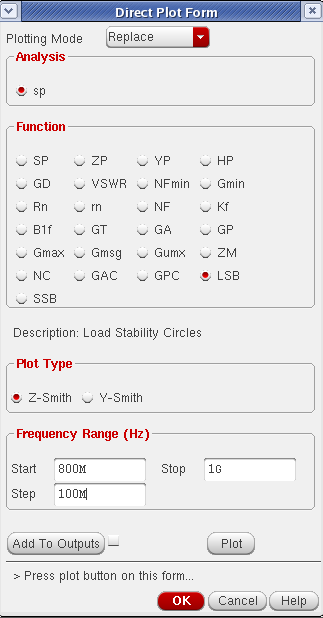 Direct Plot Form
Plotting Mode Replace
Analysis
sp
Function
SP ZP YP HP
GD VSWR NFmin Gmin
Rn rn NF Kf
B1f GT GA GP
Gmax Gmsg Gumx ZM
NC GAC GPC LSB
SSB
Description: Load Stability Circles
Plot Type
Z-Smith Y-Smith
Frequency Range (Hz)
Start 800M Stop 1G
Step 100M
Add To Outputs Plot
> Press plot button on this form...
OK Cancel Help